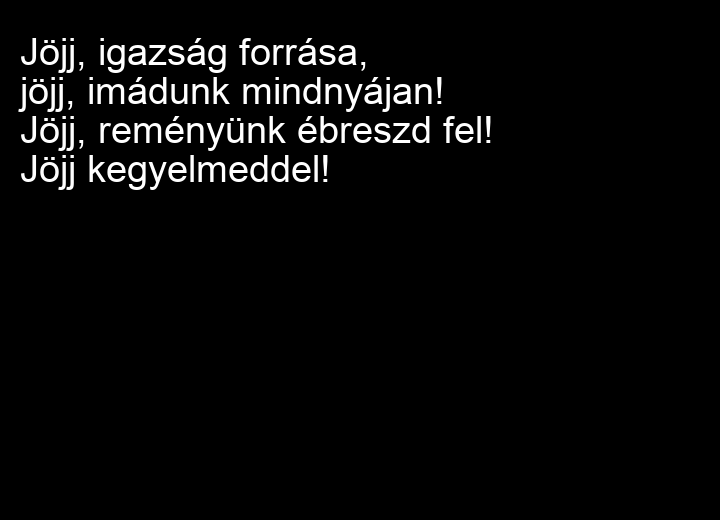 Jöjj, igazság forrása,
jöjj, imádunk mindnyájan!
Jöjj, reményünk ébreszd fel!
Jöjj kegyelmeddel!